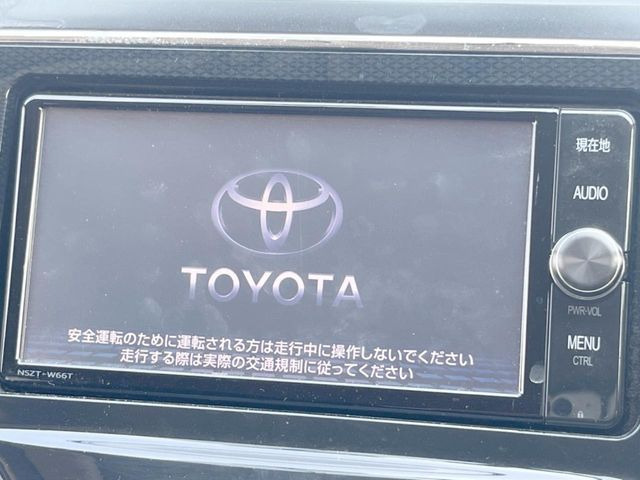 現在地
AUDIO
TOYOTA
PWR-VOL
安全運転のために運転される方は走行中に操作しないでください
走行する際は実際の交通規制に従ってください
MENU
CTRL
NSZT-W66T